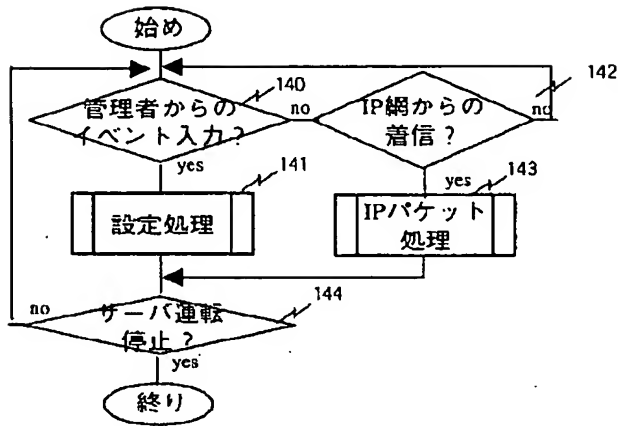 始め
140
管理者からの
イベント入力？
no
yes
142
IP網からの
着信？
no
yes
141
設定処理
143
IPパケット
処理
144
サーバ運転
停止？
no
yes
終り